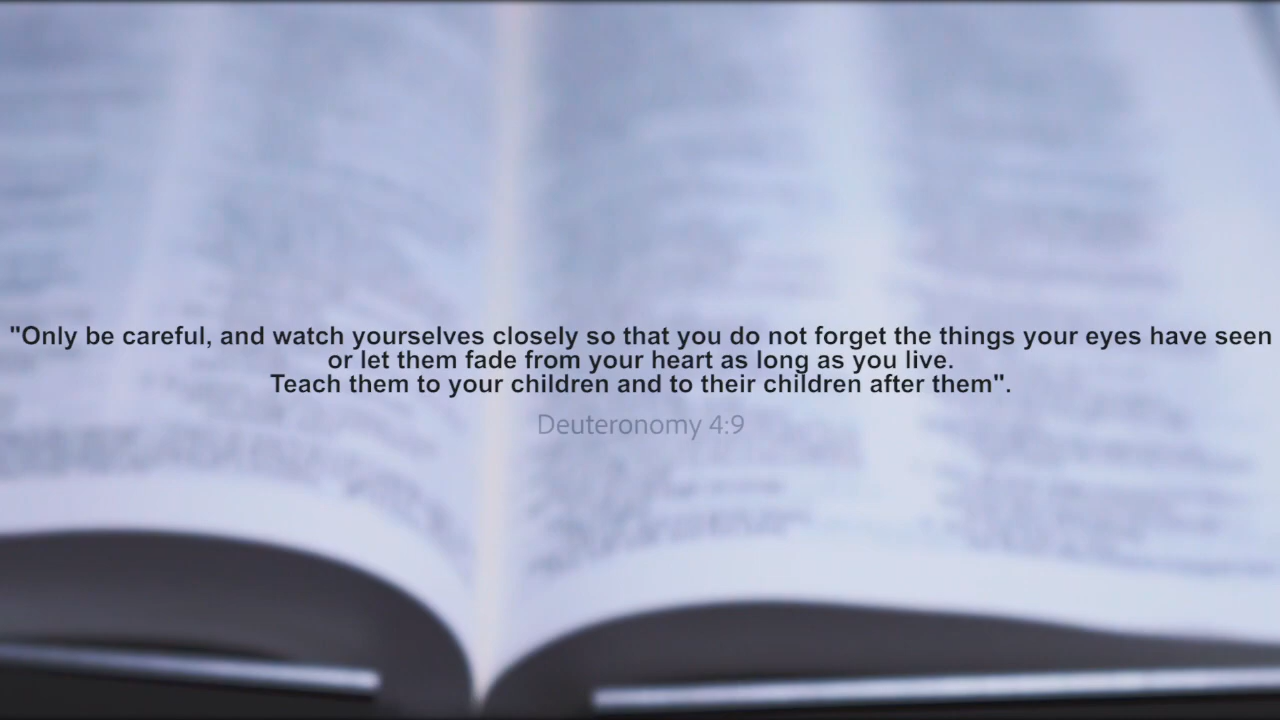 "Only be careful, and watch yourselves closely so that you do not forget the things your eyes have seen
or let them fade from your heart as long as you live.
Teach them to your children and to their children after them".
Deuteronomy 4:9